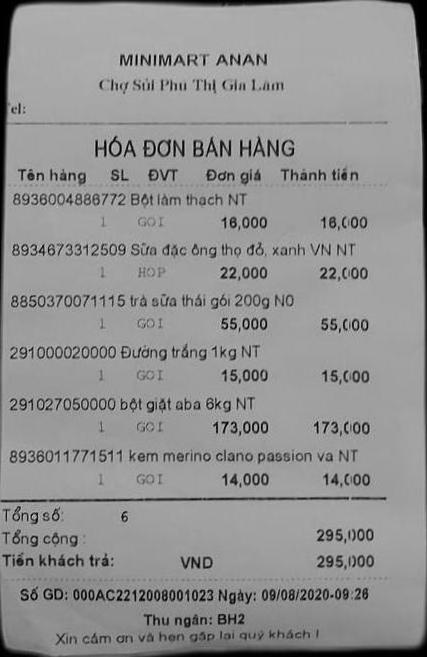 MINIMART ANAN
Chợ Sủi Phú Thị Gia Lâm
Tel:
HÓA ĐƠN BÁN HÀNG
Tên hàng SL ĐVT Đơn giá Thành tiền
8936004886772 Bột làm thạch NT
1 GOI 16,000 16,000
8934673312509 Sữa đặc ông thọ đỏ, xanh VN NT
1 HOP 22,000 22,000
8850370071115 trà sữa thái gói 200g N0
1 GOI 55,000 55,000
291000020000 Đường trắng 1kg NT
1 GOI 15,000 15,000
291027050000 bột giặt aba 6kg NT
1 GOI 173,000 173,000
8936011771511 kem merino clano passion va NT
1 GOI 14,000 14,000
Tổng số: 6
Tổng cộng : 295,000
Tiền khách trả: VND 295,000
Số GD: 000AC2212008001023 Ngày: 09/08/2020-09:26
Thu ngân: BH2
Xin cảm ơn và hẹn gặp lại quý khách !